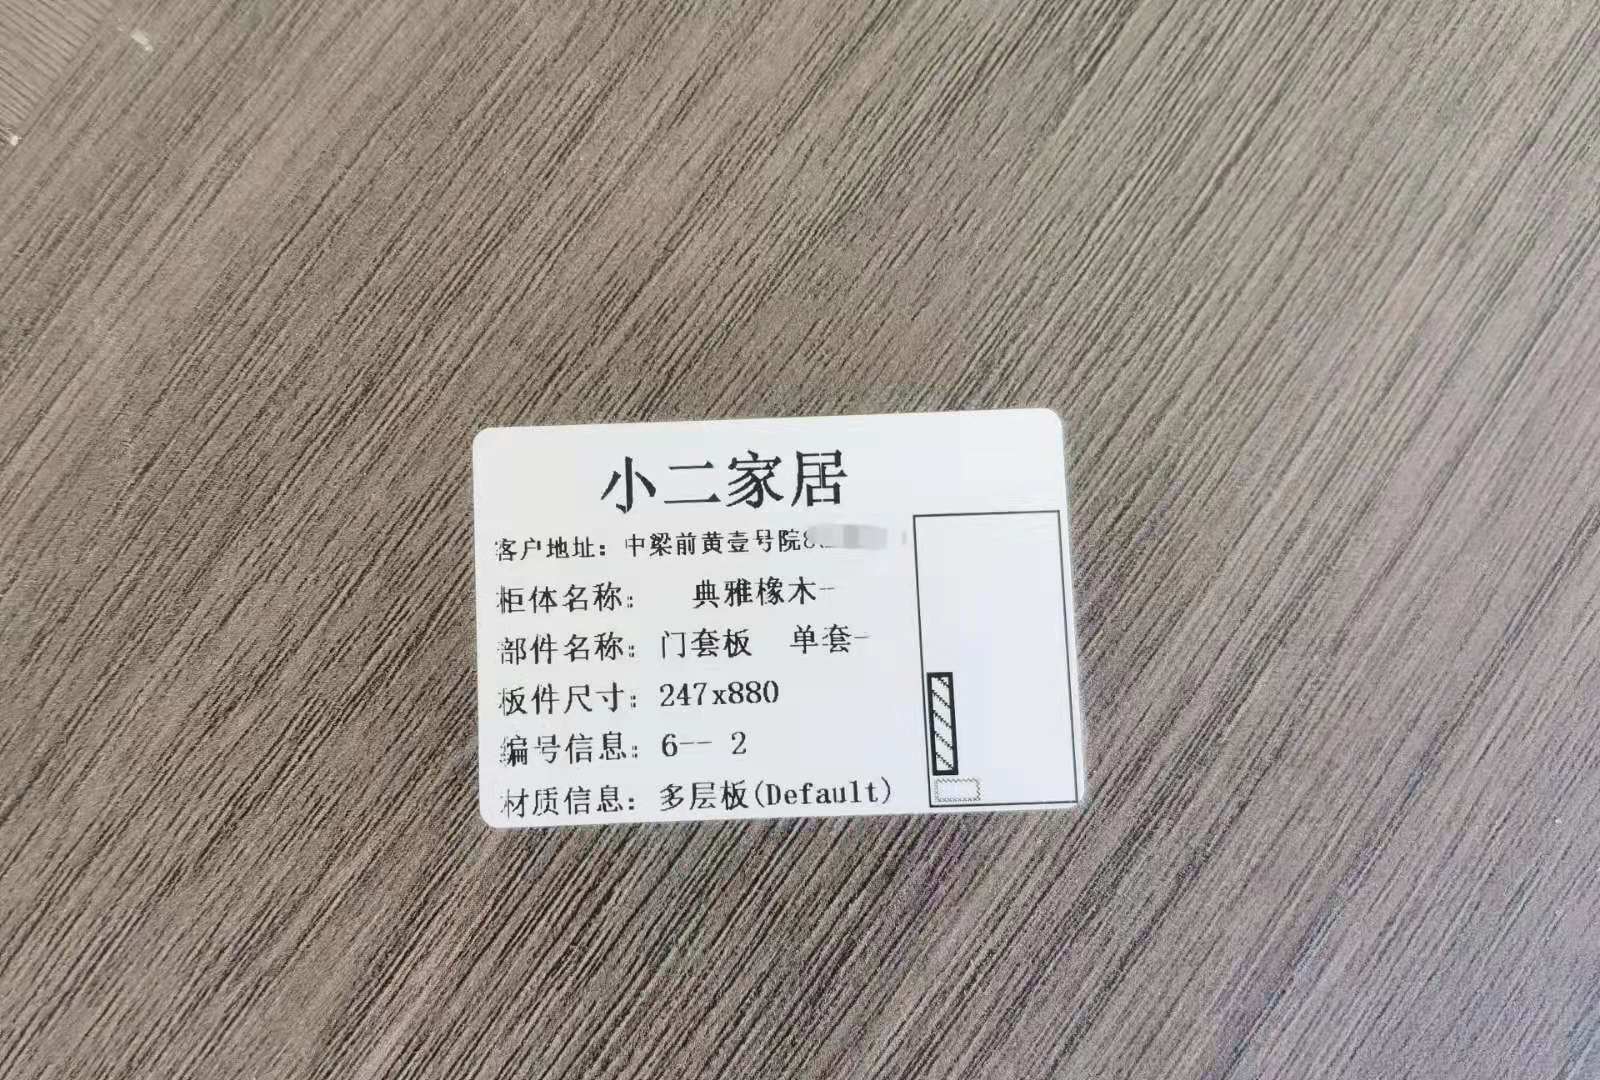 小二家居
客户地址：中梁前黄壹号院8
柜体名称： 典雅橡木-
部件名称：门套板 单套-
板件尺寸：247x880
编号信息：6-- 2
材质信息：多层板(Default)